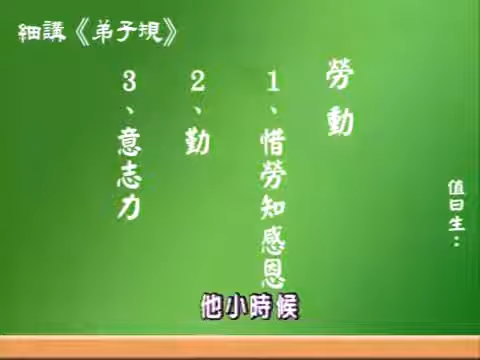 細講《弟子規》
勞動
1、惜勞知感恩
2、勤
3、意志力
值日生：
他小時候